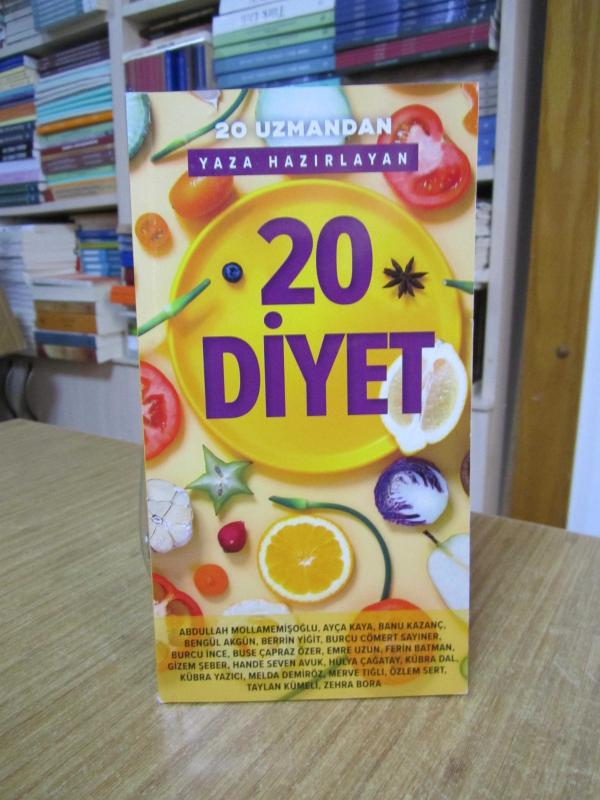 20 UZMANDAN
YAZA HAZIRLAYAN
20
DİYET
ABDULLAH MOLLAMEMİŞOĞLU, AYÇA KAYA, BANU KAZANÇ,
BENGÜL AKGÜN, BERRİN YİĞİT, BURCU CÖMERT SAYINER,
BURCU İNCE, BUSE ÇAPRAZ ÖZER, EMRE UZUN, FERİN BATMAN,
GİZEM ŞEBER, HANDE SEVEN AVUK, HULYA ÇAĞATAY, KÜBRA DAL,
KÜBRA YAZICI, MELDA DEMİRÖZ, MERVE TIĞLI, ÖZLEM SERT,
TAYLAN KÜMELİ, ZEHRA BORA